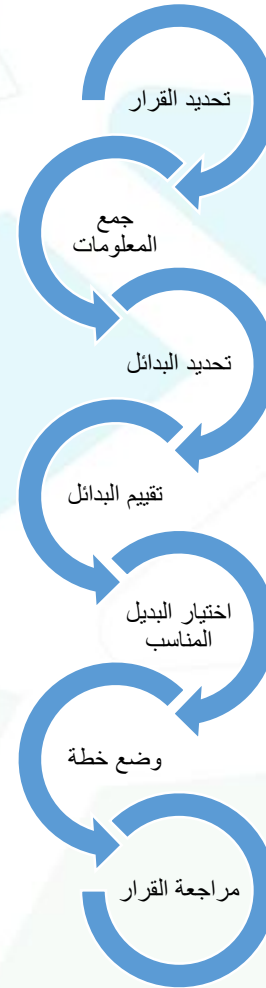 تحديد القرار
جمع
المعلومات
تحديد البدائل
تقييم البدائل
اختيار البديل
المناسب
وضع خطة
مراجعة القرار